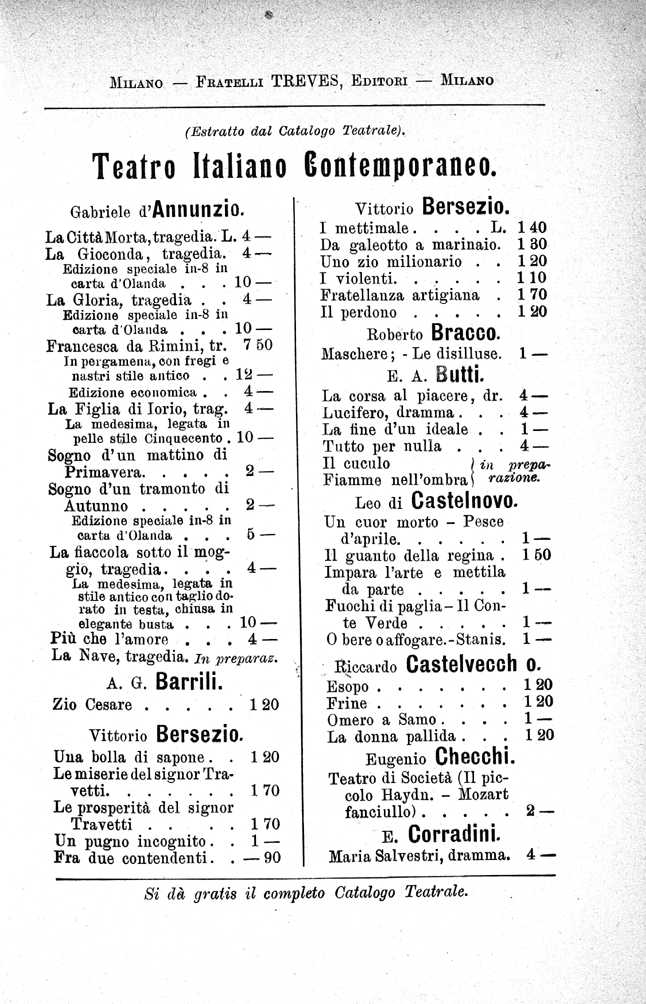 MILANO — FRATELLI TREVES, EDITORI — MILANO
(Estratto dal Catalogo Teatrale).
Teatro Italiano Contemporaneo.
Gabriele d'Annunzio.
La Città Morta, tragedia. L. 4 —
La Gioconda, tragedia. 4 —
Edizione speciale in-8 in
carta d'Olanda . . . 10 —
La Gloria, tragedia . . 4 —
Edizione speciale in-8 in
carta d'Olanda . . . 10 —
Francesca da Rimini, tr. 7 50
In pergamena, con fregi e
nastri stile antico . . 12 —
Edizione economica . . 4 —
La Figlia di Iorio, trag. 4 —
La medesima, legata in
pelle stile Cinquecento . 10 —
Sogno d'un mattino di
Primavera. . . . . 2 —
Sogno d'un tramonto di
Autunno . . . . . 2 —
Edizione speciale in-8 in
carta d'Olanda . . . 5 —
La fiaccola sotto il mog-
gio, tragedia. . . . 4 —
La medesima, legata in
stile antico con taglio do-
rato in testa, chiusa in
elegante busta . . . 10 —
Più che l'amore . . . 4 —
La Nave, tragedia. In preparaz.
A. G. Barrili.
Zio Cesare . . . . . 1 20
Vittorio Bersezio.
Una bolla di sapone . . 1 20
Le miserie del signor Tra-
vetti. . . . . . . 1 70
Le prosperità del signor
Travetti . . . . 1 70
Un pugno incognito . . 1 —
Fra due contendenti. . — 90
Vittorio Bersezio.
I mettimale . . . . L. 1 40
Da galeotto a marinaio. 1 30
Uno zio milionario . . 1 20
I violenti. . . . . . 1 10
Fratellanza artigiana . 1 70
Il perdono . . . . . 1 20
Roberto Bracco.
Maschere; - Le disilluse. 1 —
E. A. Butti.
La corsa al piacere, dr. 4 —
Lucifero, dramma . . . 4 —
La fine d'un ideale . . 1 —
Tutto per nulla . . . 4 —
Il cuculo } in prepa-
Fiamme nell'ombra } razione.
Leo di Castelnovo.
Un cuor morto - Pesce
d'aprile. . . . . . 1 —
Il guanto della regina . 1 50
Impara l'arte e mettila
da parte . . . . . 1 —
Fuochi di paglia - Il Con-
te Verde . . . . . 1 —
O bere o affogare. - Stanis. 1 —
Riccardo Castelvecch o.
Esopo . . . . . . . 1 20
Frine . . . . . . . 1 20
Omero a Samo . . . . 1 —
La donna pallida . . . 1 20
Eugenio Checchi.
Teatro di Società (Il pic-
colo Haydn. - Mozart
fanciullo) . . . . . 2 —
E. Corradini.
Maria Salvestri, dramma. 4 —
Si dà gratis il completo Catalogo Teatrale.